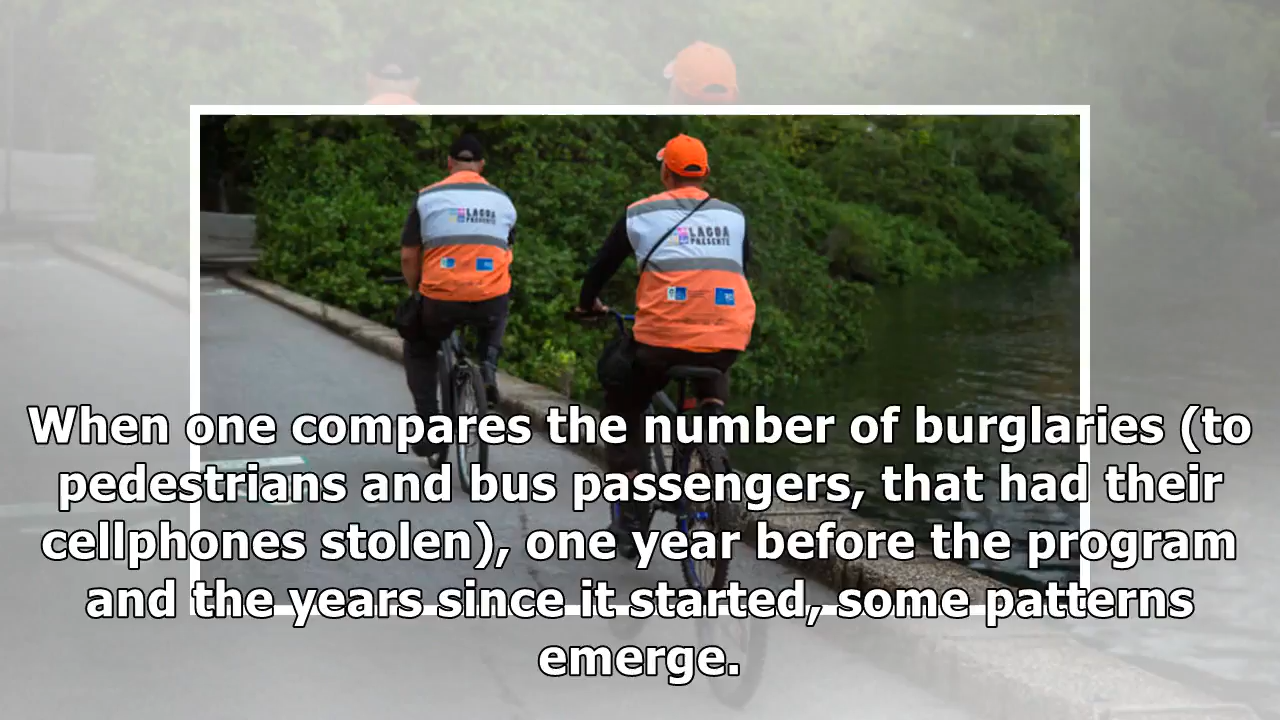 LAGOA
PRESENTE
LAGOA
PRESENTE
When one compares the number of burglaries (to
pedestrians and bus passengers, that had their
cellphones stolen), one year before the program
and the years since it started, some patterns
emerge.